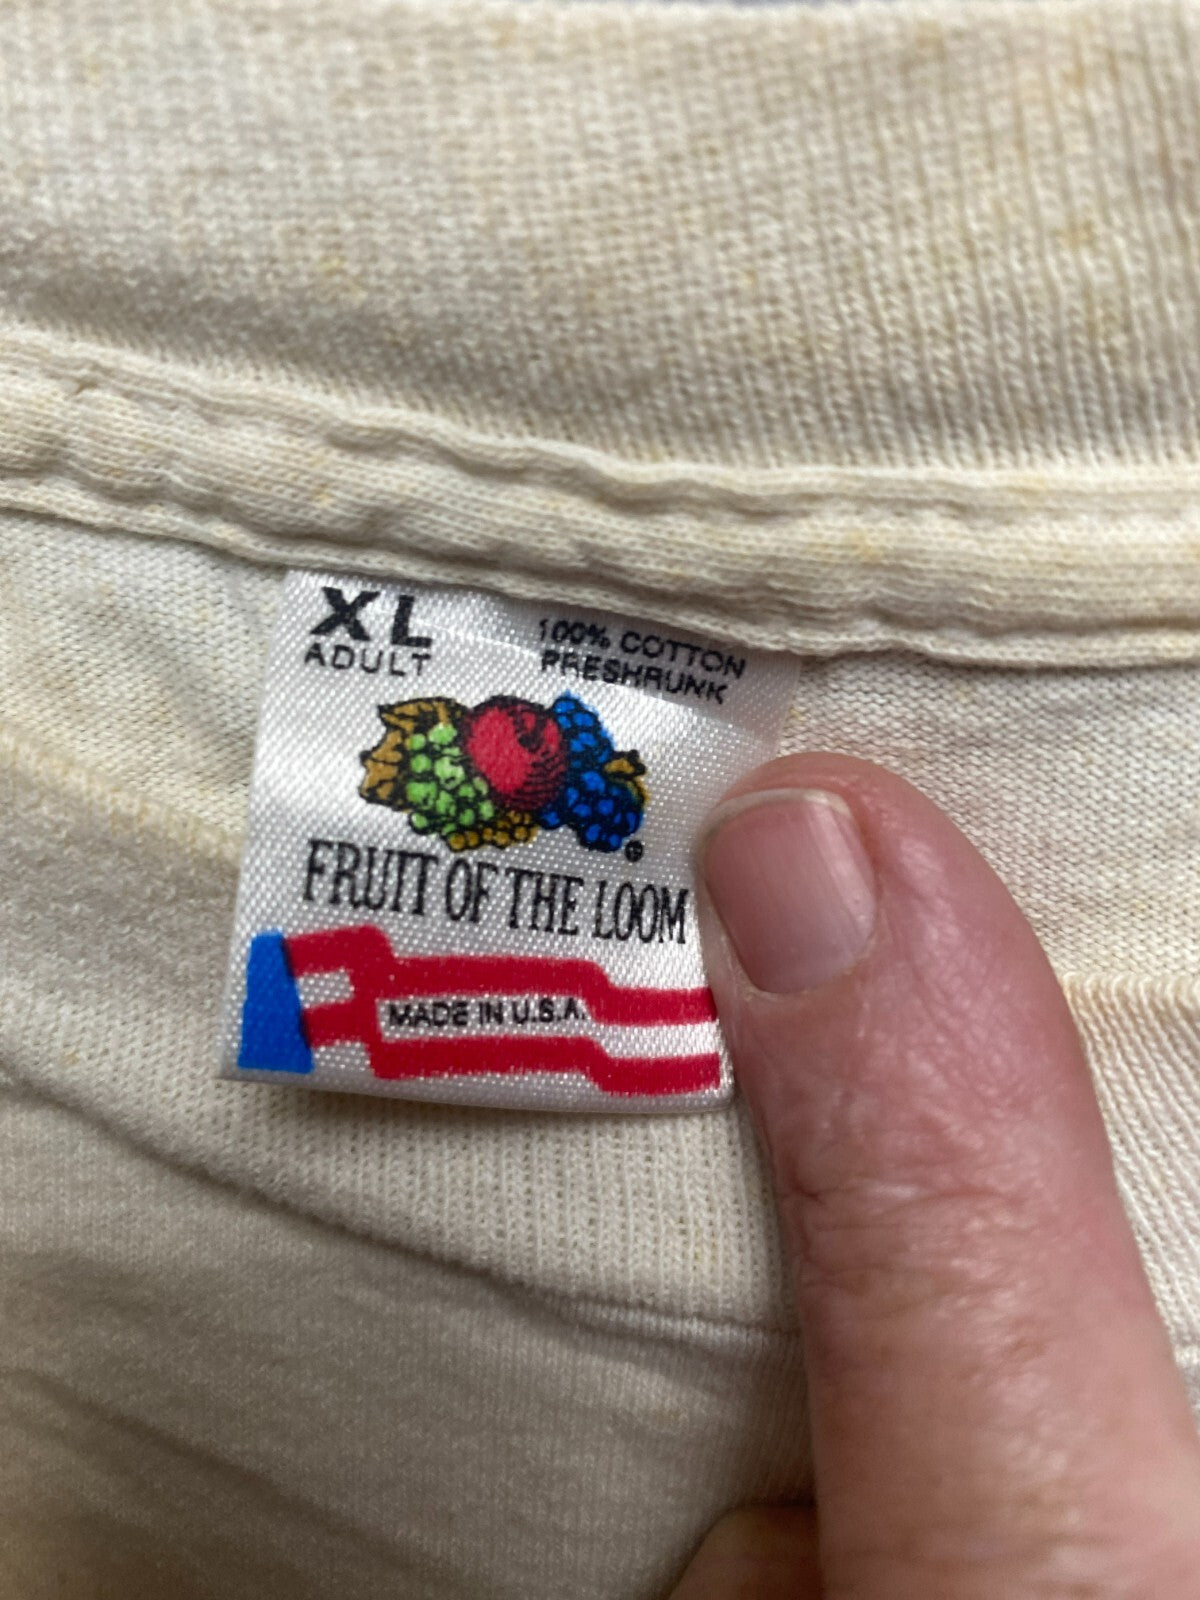 XL
ADULT
100% COTTON
PRESHRUNK
FRUIT OF THE LOOM
MADE IN U.S.A.